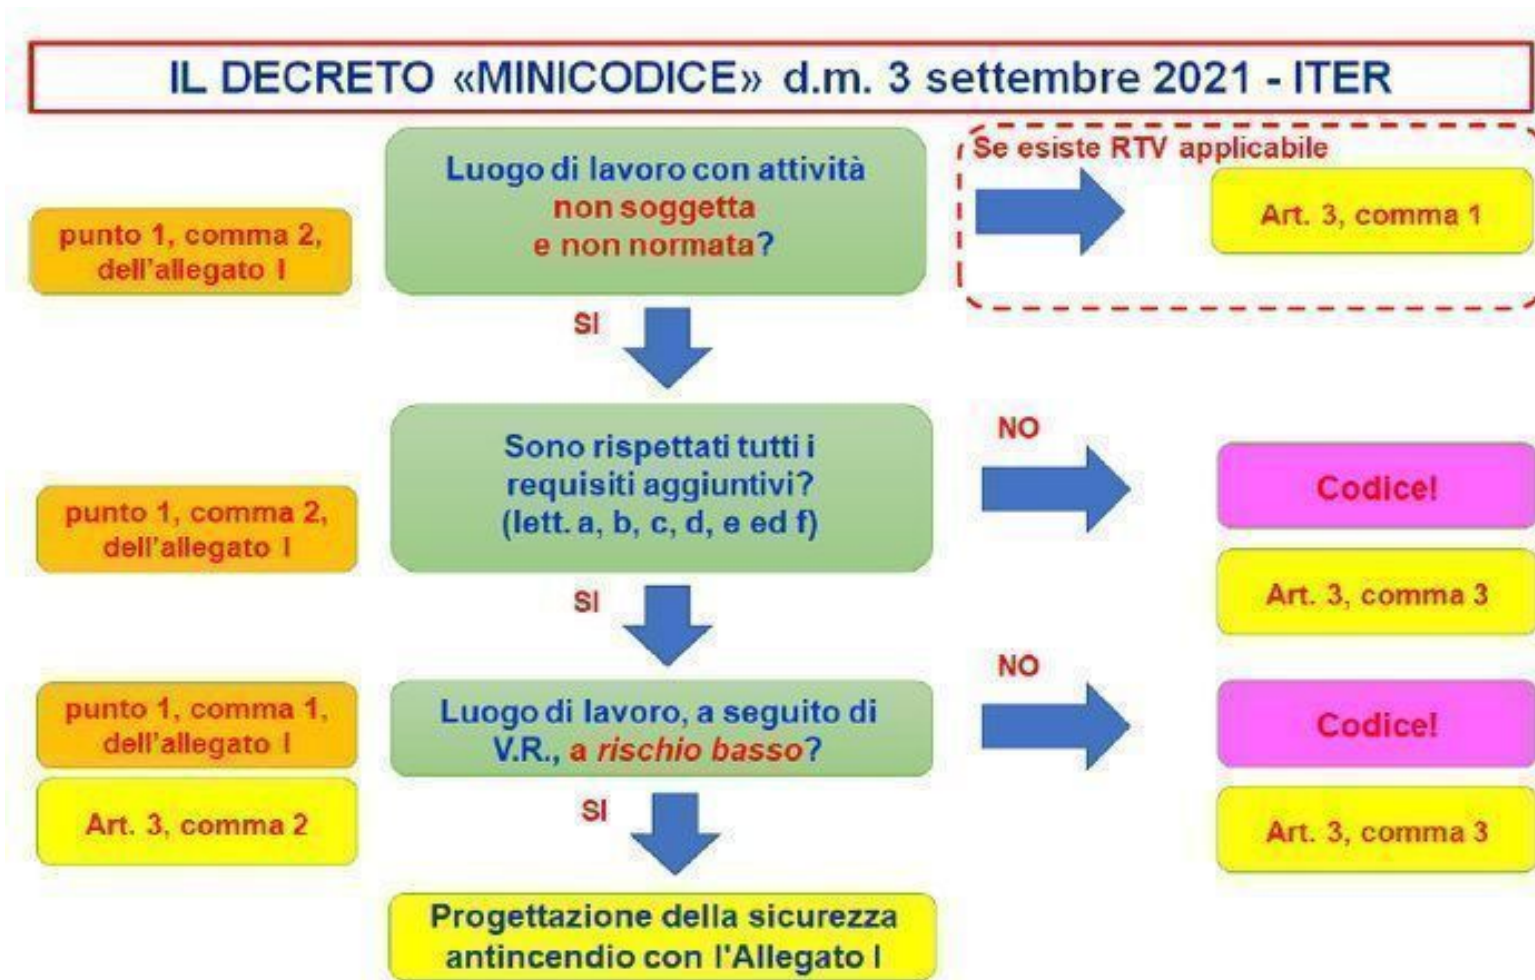 IL DECRETO «MINICODICE» d.m. 3 settembre 2021 - ITER
Luogo di lavoro con attività
non soggetta
e non normata?
punto 1, comma 2,
dell'allegato I
Se esiste RTV applicabile
Art. 3, comma 1
SI
Sono rispettati tutti i
requisiti aggiuntivi?
(lett. a, b, c, d, e ed f)
punto 1, comma 2,
dell'allegato I
NO
Codice!
Art. 3, comma 3
SI
punto 1, comma 1,
dell'allegato I
Art. 3, comma 2
Luogo di lavoro, a seguito di
V.R., a rischio basso?
NO
Codice!
Art. 3, comma 3
SI
Progettazione della sicurezza
antincendio con l'Allegato I